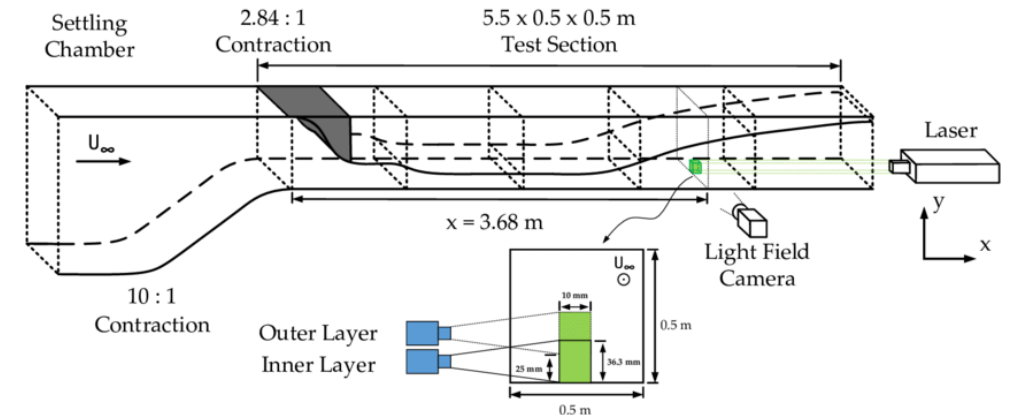 Settling
Chamber
2.84 : 1
Contraction
5.5 x 0.5 x 0.5 m
Test Section
U∞
Laser
x = 3.68 m
y
x
Light Field
Camera
10 : 1
Contraction
U∞
10 mm
Outer Layer
Inner Layer
0.5 m
25 mm
36.3 mm
0.5 m